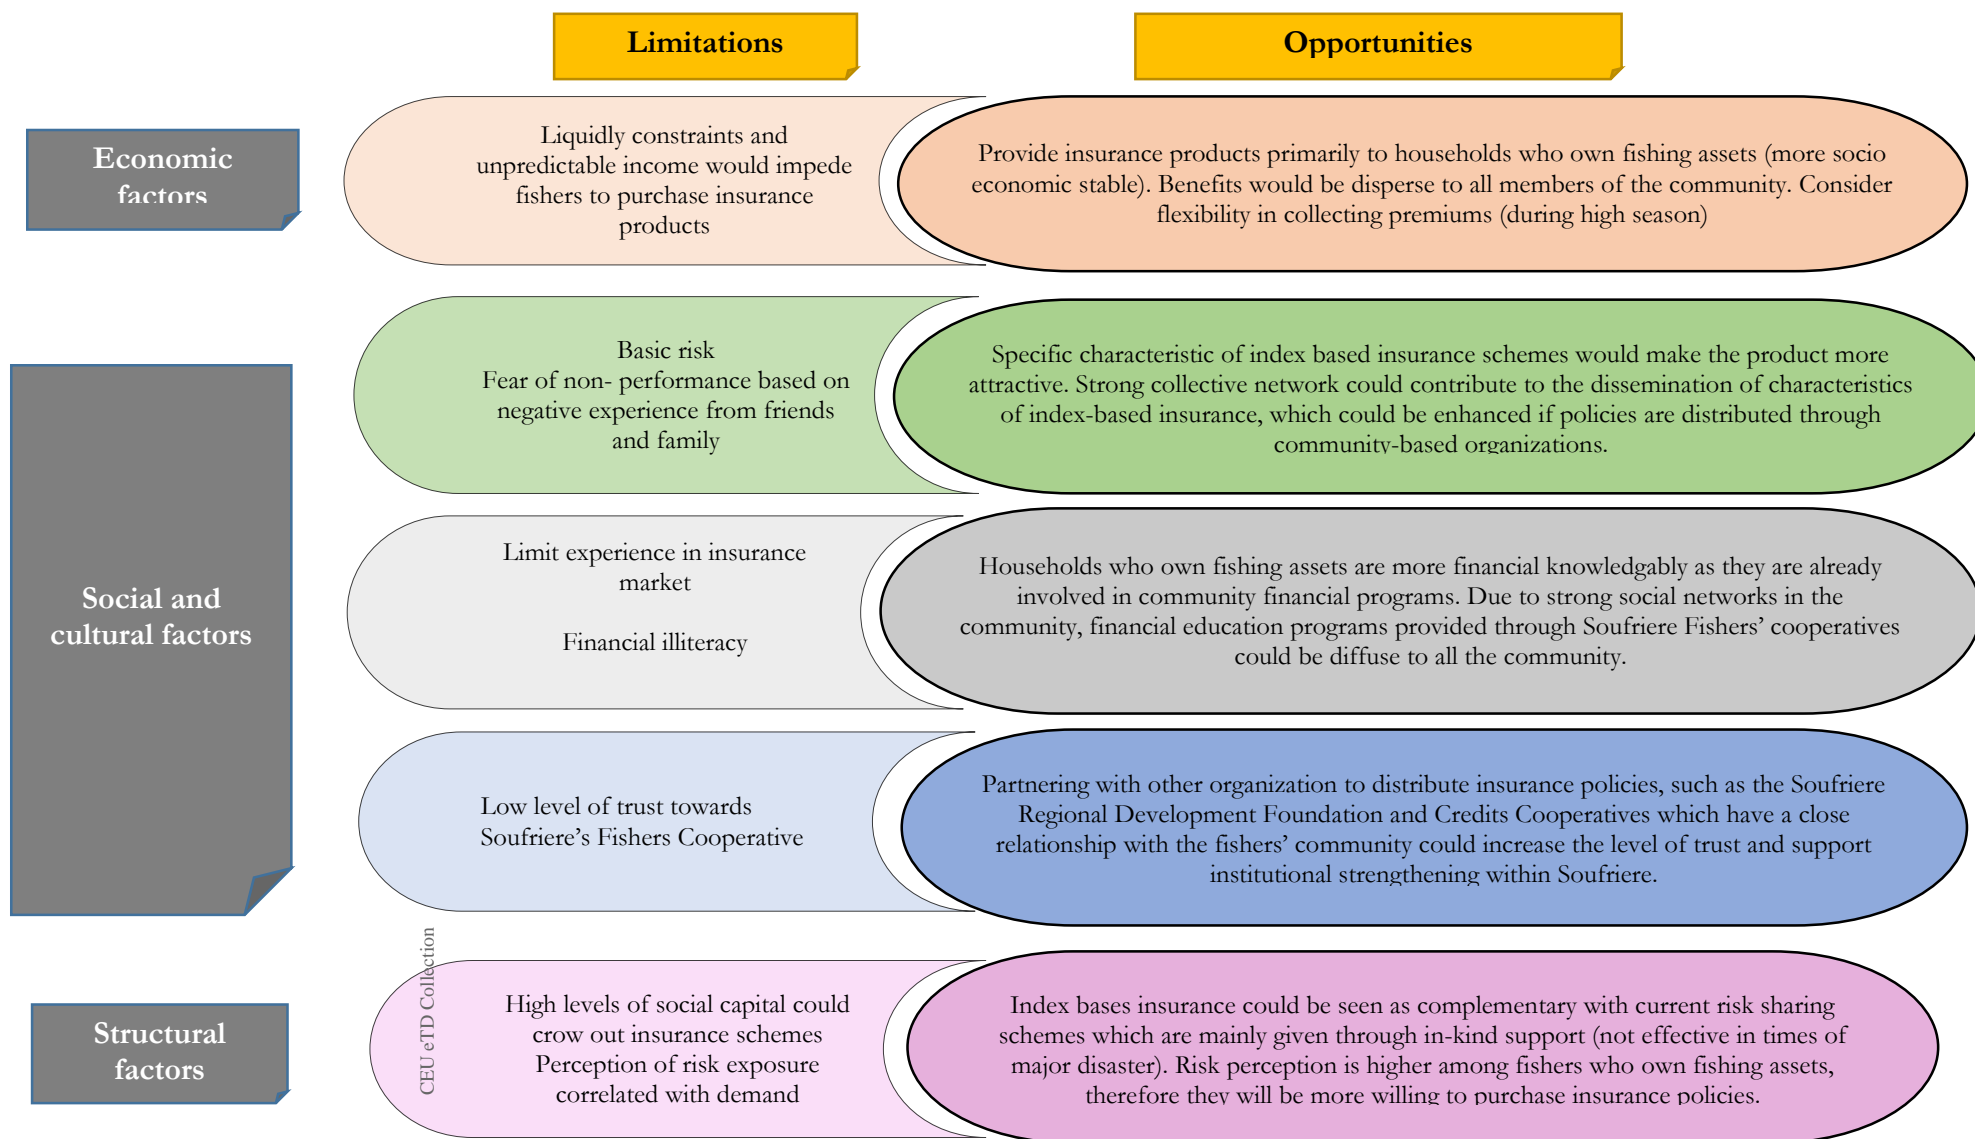 Limitations
Opportunities
Economic
factors
Liquidly constraints and
unpredictable income would impede
fishers to purchase insurance
products
Provide insurance products primarily to households who own fishing assets (more socio
economic stable). Benefits would be disperse to all members of the community. Consider
flexibility in collecting premiums (during high season)
Social and
cultural factors
Basic risk
Fear of non- performance based on
negative experience from friends
and family
Specific characteristic of index based insurance schemes would make the product more
attractive. Strong collective network could contribute to the dissemination of characteristics
of index-based insurance, which could be enhanced if policies are distributed through
community-based organizations.
Limit experience in insurance
market
Financial illiteracy
Households who own fishing assets are more financial knowledgably as they are already
involved in community financial programs. Due to strong social networks in the
community, financial education programs provided through Soufriere Fishers’ cooperatives
could be diffuse to all the community.
Low level of trust towards
Soufriere’s Fishers Cooperative
Partnering with other organization to distribute insurance policies, such as the Soufriere
Regional Development Foundation and Credits Cooperatives which have a close
relationship with the fishers’ community could increase the level of trust and support
institutional strengthening within Soufriere.
Structural
factors
High levels of social capital could
crow out insurance schemes
Perception of risk exposure
correlated with demand
Index bases insurance could be seen as complementary with current risk sharing
schemes which are mainly given through in-kind support (not effective in times of
major disaster). Risk perception is higher among fishers who own fishing assets,
therefore they will be more willing to purchase insurance policies.
CEU eTD Collection